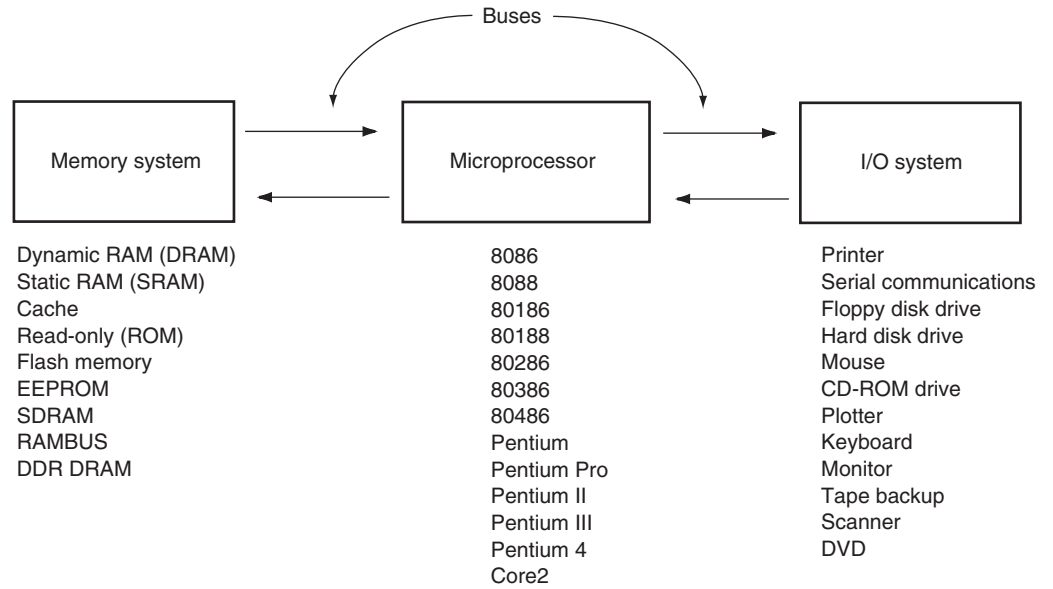 Buses
Memory system
Microprocessor
I/O system
Dynamic RAM (DRAM)
Static RAM (SRAM)
Cache
Read-only (ROM)
Flash memory
EEPROM
SDRAM
RAMBUS
DDR DRAM
8086
8088
80186
80188
80286
80386
80486
Pentium
Pentium Pro
Pentium II
Pentium III
Pentium 4
Core2
Printer
Serial communications
Floppy disk drive
Hard disk drive
Mouse
CD-ROM drive
Plotter
Keyboard
Monitor
Tape backup
Scanner
DVD